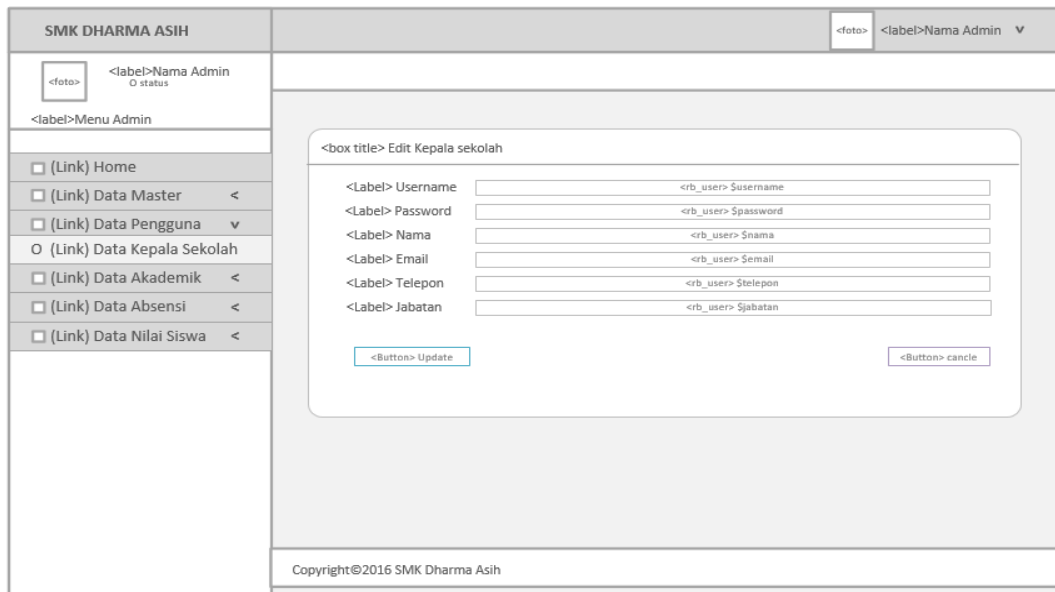 SMK DHARMA ASIH
<foto>
<label>Nama Admin v
<foto>
<label>Nama Admin
O status
<label>Menu Admin
(Link) Home
(Link) Data Master <
(Link) Data Pengguna v
O (Link) Data Kepala Sekolah
(Link) Data Akademik <
(Link) Data Absensi <
(Link) Data Nilai Siswa <
<box title> Edit Kepala sekolah
<Label> Username <rb_user> $username
<Label> Password <rb_user> $password
<Label> Nama <rb_user> $nama
<Label> Email <rb_user> $email
<Label> Telepon <rb_user> $telepon
<Label> Jabatan <rb_user> $jabatan
<Button> Update <Button> cancle
Copyright©2016 SMK Dharma Asih